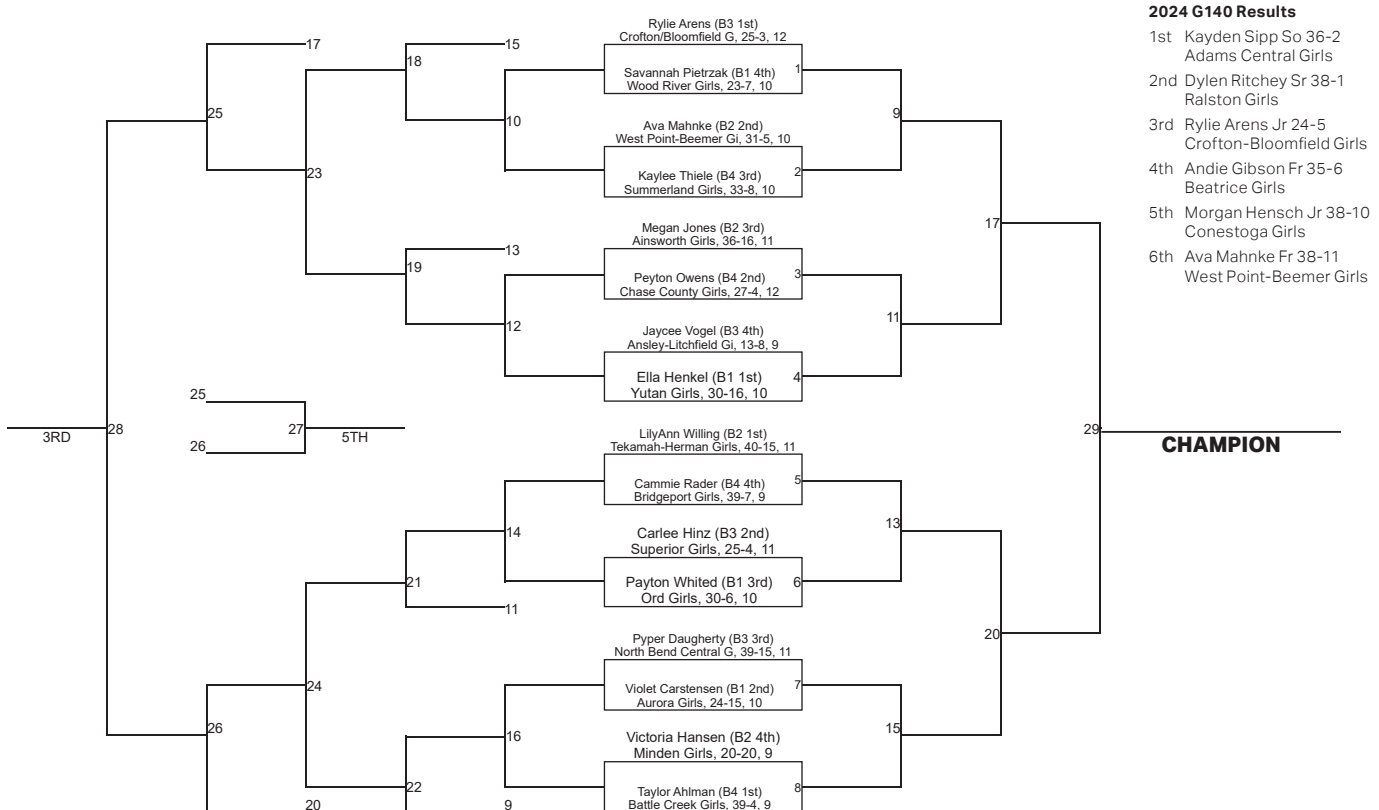 2024 G140 Results
1st Kayden Sipp So 36-2
Adams Central Girls
2nd Dylen Ritchey Sr 38-1
Ralston Girls
3rd Rylie Arens Jr 24-5
Crofton-Bloomfield Girls
4th Andie Gibson Fr 35-6
Beatrice Girls
5th Morgan Hensch Jr 38-10
Conestoga Girls
6th Ava Mahnke Fr 38-11
West Point-Beemer Girls
Rylie Arens (B3 1st)
Crofton/Bloomfield G, 25-3, 12
17
15
18
Savannah Pietrzak (B1 4th)
1
Wood River Girls, 23-7, 10
25
10
9
Ava Mahnke (B2 2nd)
West Point-Beemer Gi, 31-5, 10
23
Kaylee Thiele (B4 3rd)
2
Summerland Girls, 33-8, 10
17
Megan Jones (B2 3rd)
Ainsworth Girls, 36-16, 11
13
19
Peyton Owens (B4 2nd)
3
Chase County Girls, 27-4, 12
12
11
Jaycee Vogel (B3 4th)
Ansley-Litchfield Gi, 13-8, 9
Ella Henkel (B1 1st)
4
Yutan Girls, 30-16, 10
25
3RD
28
27
5TH
26
29
CHAMPION
LilyAnn Willing (B2 1st)
Tekamah-Herman Girls, 40-15, 11
Cammie Rader (B4 4th)
5
Bridgeport Girls, 39-7, 9
14
13
Carlee Hinz (B3 2nd)
Superior Girls, 25-4, 11
21
Payton Whited (B1 3rd)
6
Ord Girls, 30-6, 10
11
20
Pyper Daugherty (B3 3rd)
North Bend Central G, 39-15, 11
24
Violet Carstensen (B1 2nd)
7
Aurora Girls, 24-15, 10
26
16
15
Victoria Hansen (B2 4th)
Minden Girls, 20-20, 9
22
Taylor Ahlman (B4 1st)
8
Battle Creek Girls, 39-4, 9
20
9